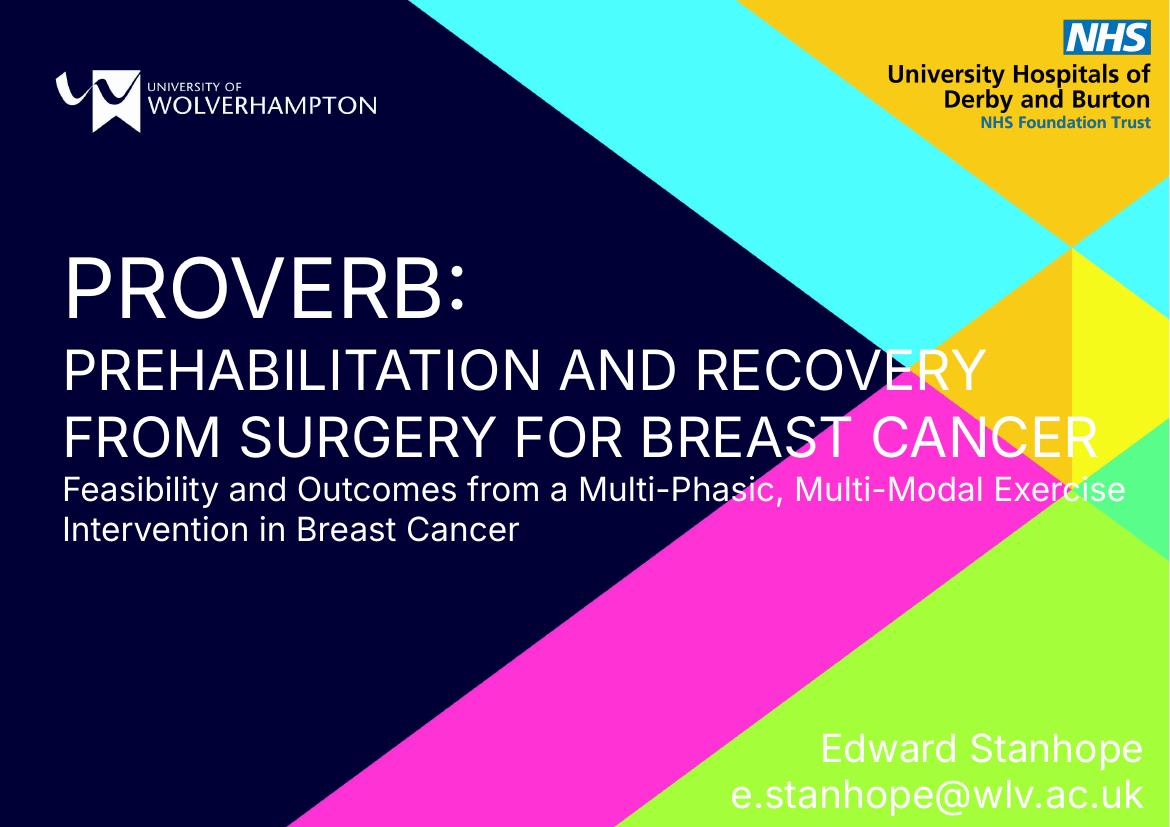 UNIVERSITY OF
WOLVERHAMPTON
NHS
University Hospitals of
Derby and Burton
NHS Foundation Trust
PROVERB:
PREHABILITATION AND RECOVERY
FROM SURGERY FOR BREAST CANCER
Feasibility and Outcomes from a Multi-Phasic, Multi-Modal Exercise
Intervention in Breast Cancer
Edward Stanhope
e.stanhope@wlv.ac.uk